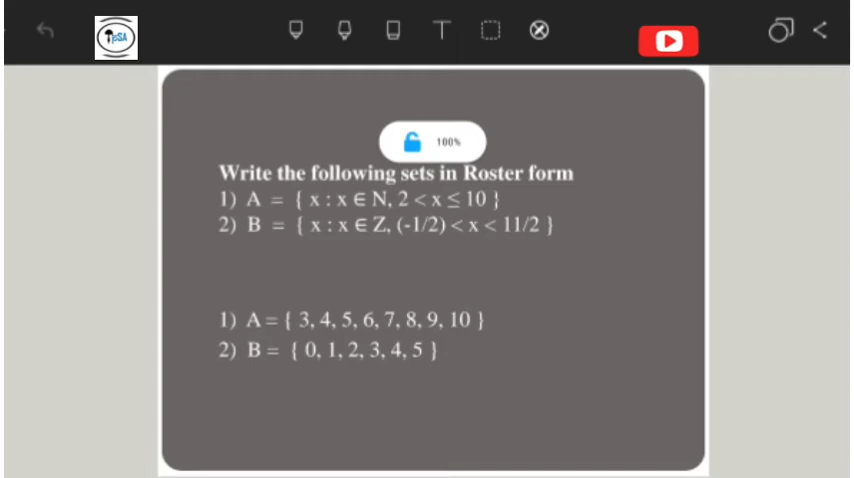 TpSA
100%
Write the following sets in Roster form
1) A = { x : x ∈ N, 2 < x ≤ 10 }
2) B = { x : x ∈ Z, (-1/2) < x < 11/2 }
1) A = { 3, 4, 5, 6, 7, 8, 9, 10 }
2) B = { 0, 1, 2, 3, 4, 5 }